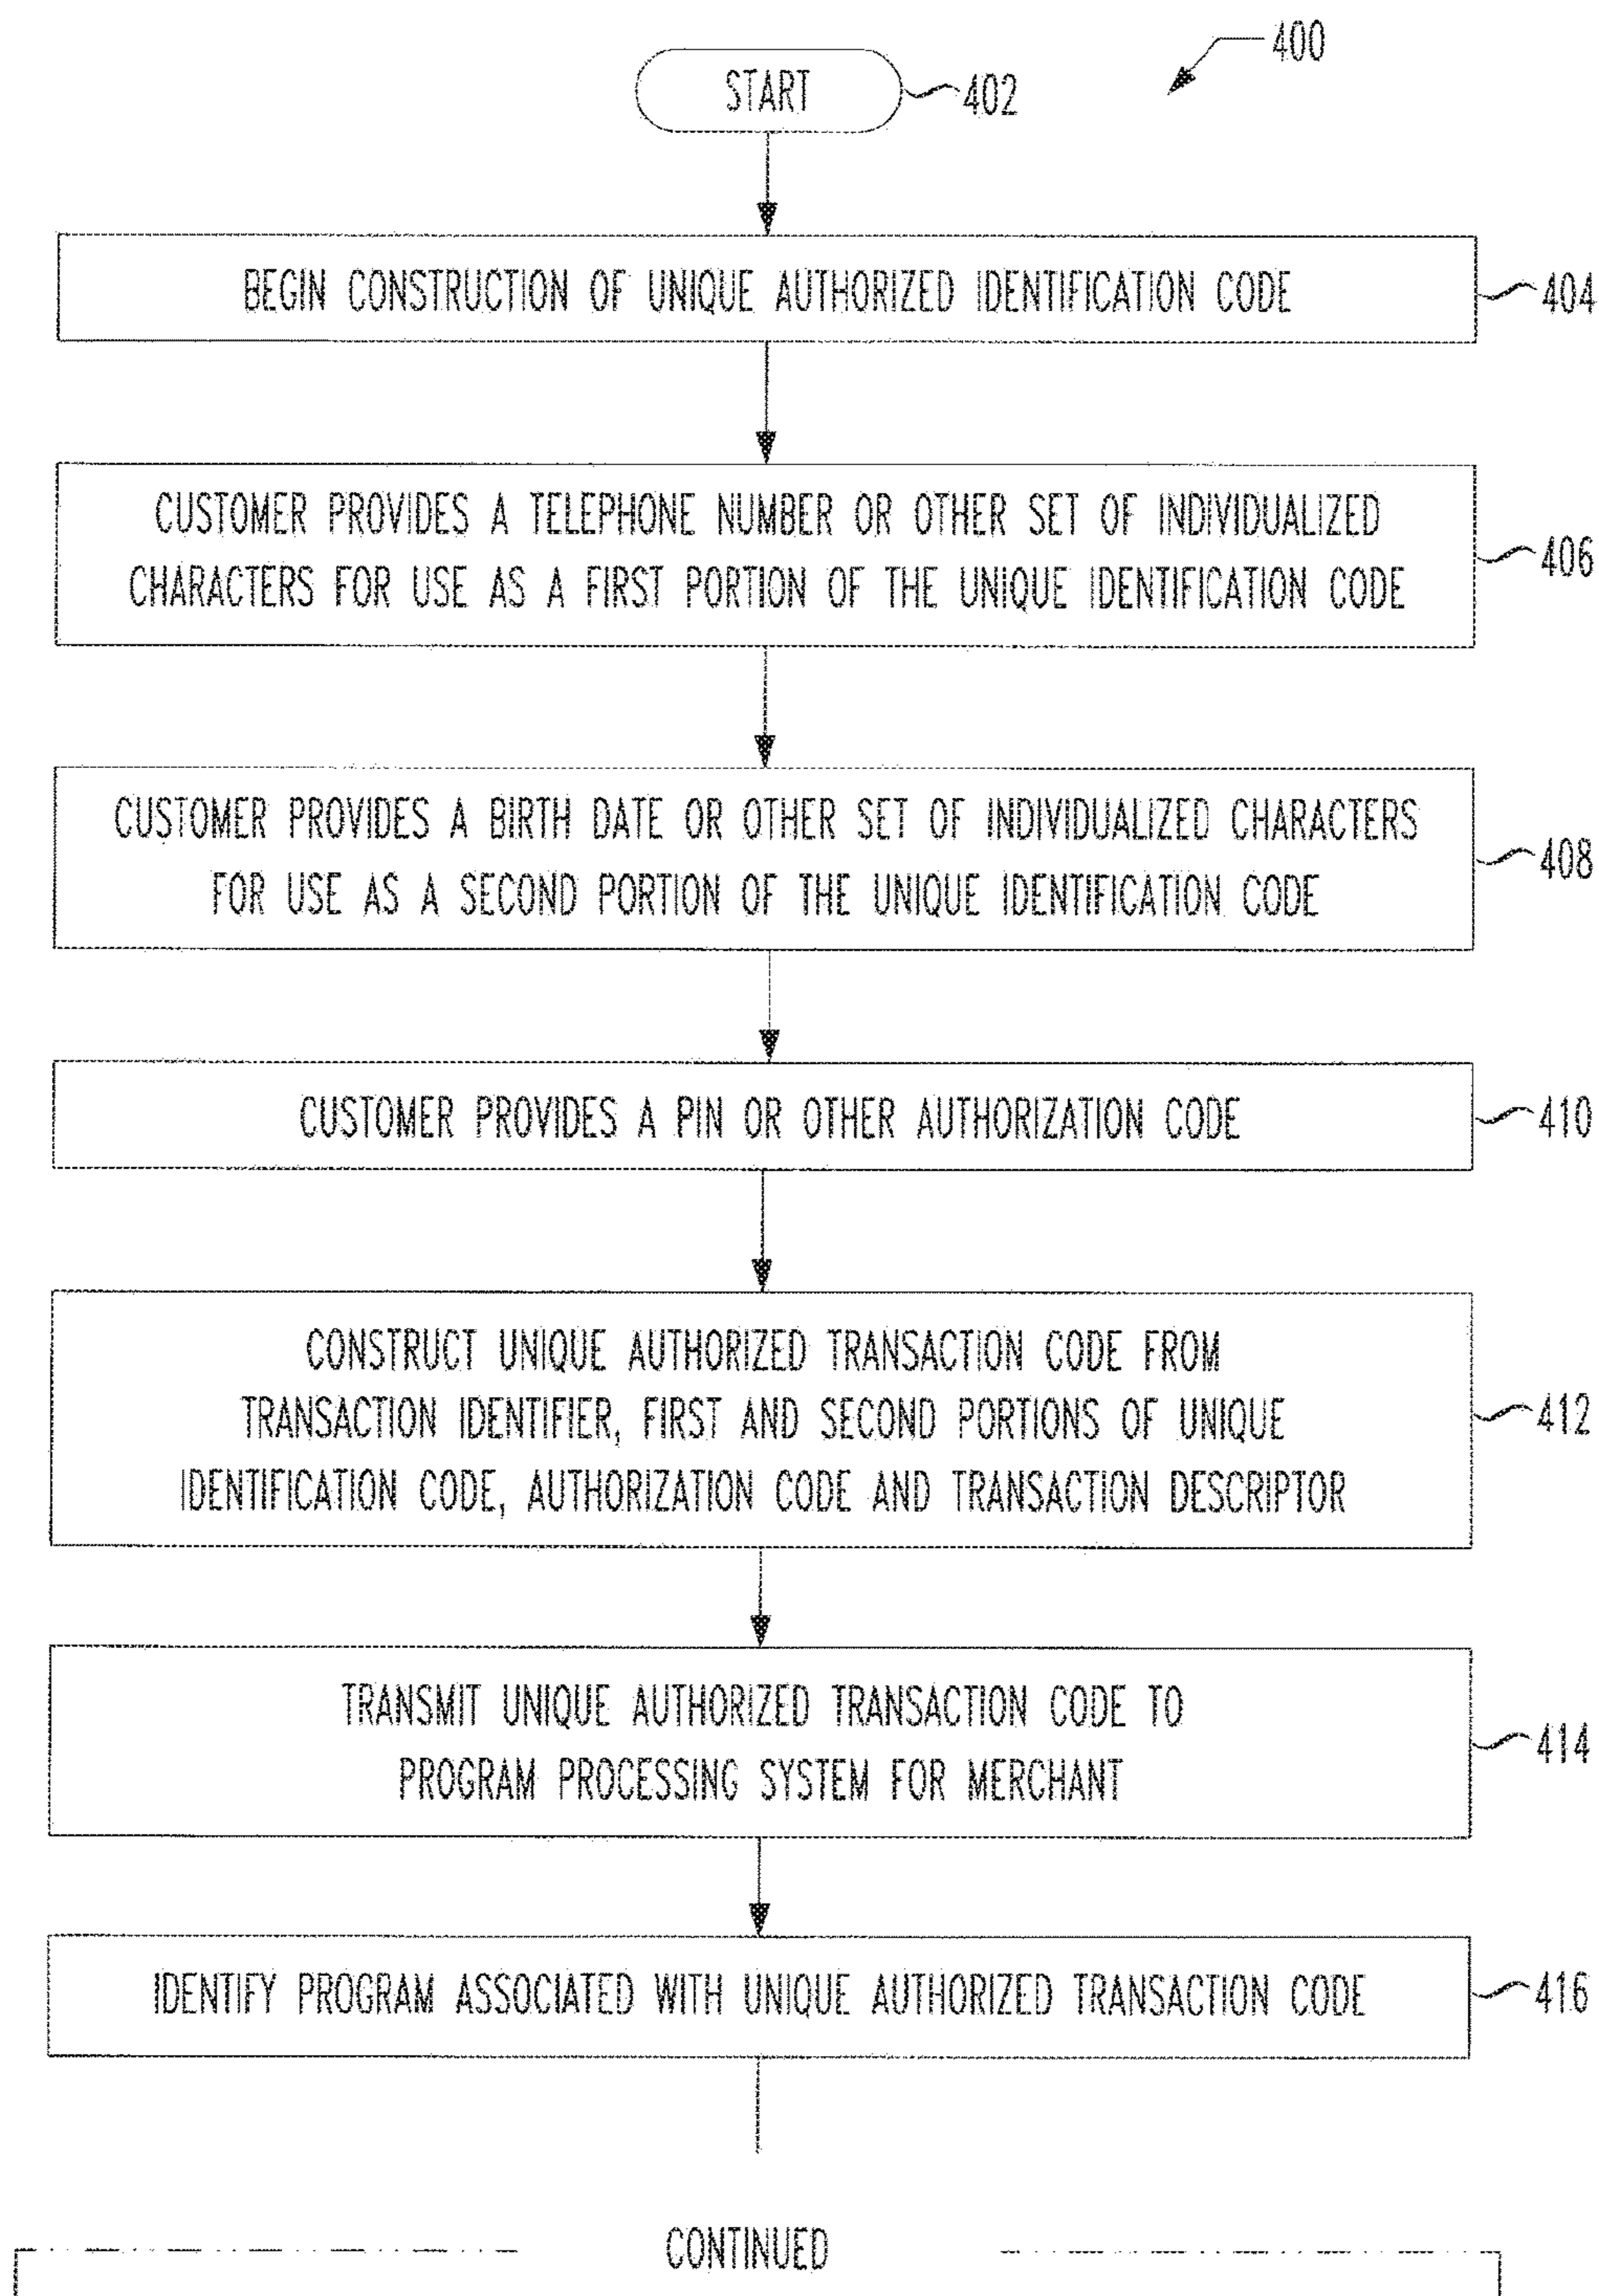 400
START 402
BEGIN CONSTRUCTION OF UNIQUE AUTHORIZED IDENTIFICATION CODE 404
CUSTOMER PROVIDES A TELEPHONE NUMBER OR OTHER SET OF INDIVIDUALIZED
CHARACTERS FOR USE AS A FIRST PORTION OF THE UNIQUE IDENTIFICATION CODE
406
CUSTOMER PROVIDES A BIRTH DATE OR OTHER SET OF INDIVIDUALIZED CHARACTERS
FOR USE AS A SECOND PORTION OF THE UNIQUE IDENTIFICATION CODE
408
CUSTOMER PROVIDES A PIN OR OTHER AUTHORIZATION CODE 410
CONSTRUCT UNIQUE AUTHORIZED TRANSACTION CODE FROM
TRANSACTION IDENTIFIER, FIRST AND SECOND PORTIONS OF UNIQUE 412
IDENTIFICATION CODE, AUTHORIZATION CODE AND TRANSACTION DESCRIPTOR
TRANSMIT UNIQUE AUTHORIZED TRANSACTION CODE TO
PROGRAM PROCESSING SYSTEM FOR MERCHANT
414
IDENTIFY PROGRAM ASSOCIATED WITH UNIQUE AUTHORIZED TRANSACTION CODE 416
CONTINUED